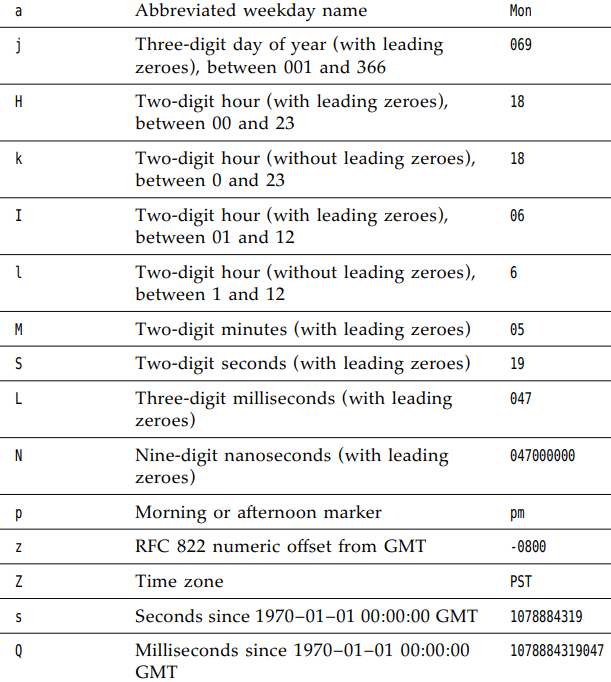 a Abbreviated weekday name Mon
j Three-digit day of year (with leading 069
zeroes), between 001 and 366
H Two-digit hour (with leading zeroes), 18
between 00 and 23
k Two-digit hour (without leading zeroes), 18
between 0 and 23
I Two-digit hour (with leading zeroes), 06
between 01 and 12
l Two-digit hour (without leading zeroes), 6
between 1 and 12
M Two-digit minutes (with leading zeroes) 05
S Two-digit seconds (with leading zeroes) 19
L Three-digit milliseconds (with leading 047
zeroes)
N Nine-digit nanoseconds (with leading 047000000
zeroes)
p Morning or afternoon marker pm
z RFC 822 numeric offset from GMT -0800
Z Time zone PST
s Seconds since 1970–01–01 00:00:00 GMT 1078884319
Q Milliseconds since 1970–01–01 00:00:00 1078884319047
GMT